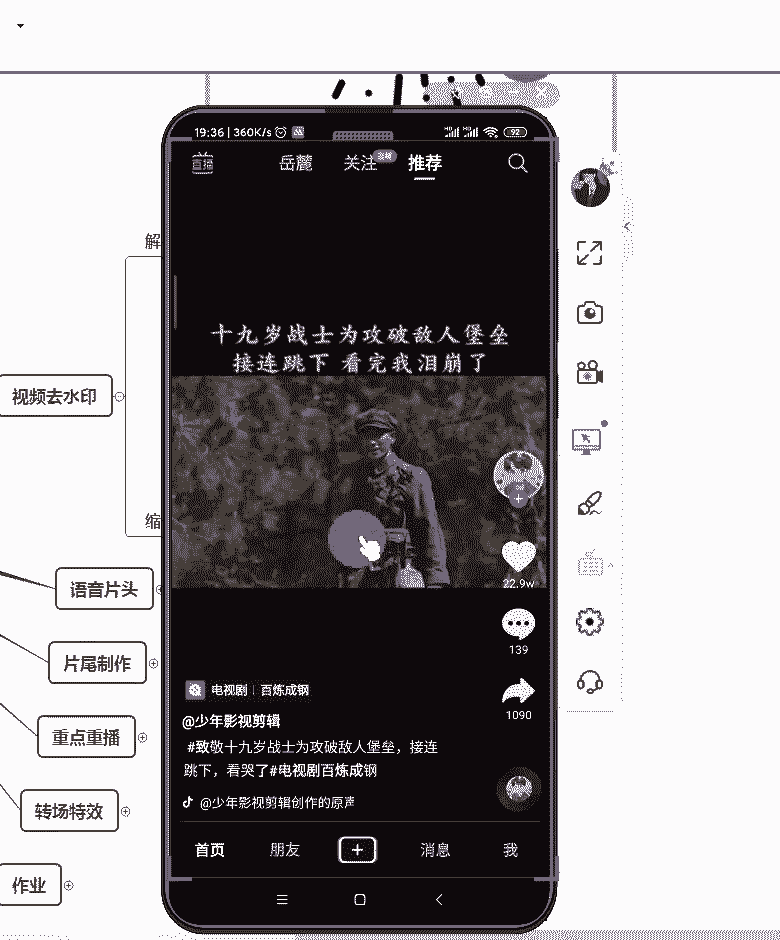 19:36 | 360K/s
92
直播
岳麓
关注
推荐
十九岁战士为攻破敌人堡垒
接连跳下 看完我泪崩了
22.9w
139
1090
电视剧 | 百炼成钢
@少年影视剪辑
#致敬十九岁战士为攻破敌人堡垒，接连
跳下，看哭了#电视剧百炼成钢
@少年影视剪辑创作的原声
首页
朋友
消息
我
解
视频去水印
缩
语音片头
片尾制作
重点重播
转场特效
作业